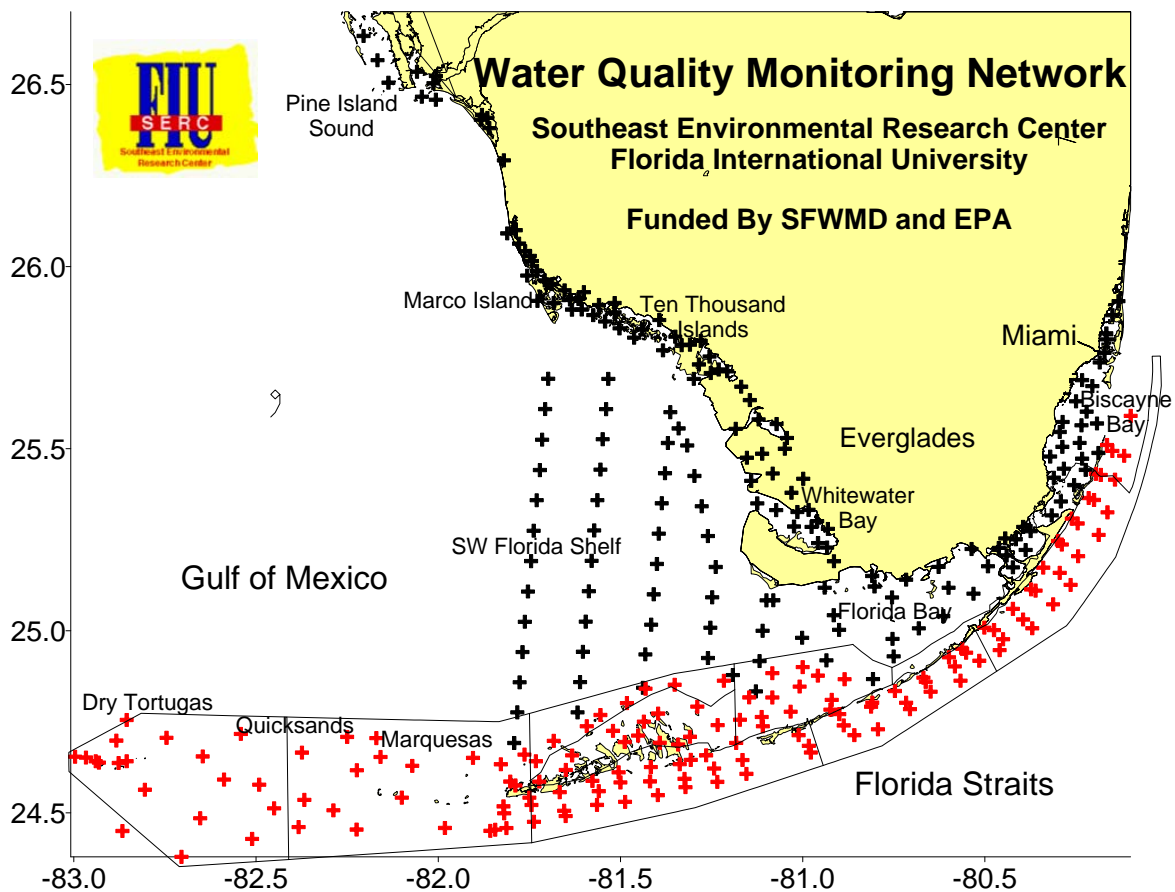 Water Quality Monitoring Network
Southeast Environmental Research Center
Florida International University
Funded By SFWMD and EPA
FIU
SERC
Southeast Environmental
Research Center
Pine Island
Sound
Marco Island
Ten Thousand
Islands
Miami
Biscayne
Bay
Everglades
Whitewater
Bay
SW Florida Shelf
Gulf of Mexico
Florida Bay
Dry Tortugas
Quicksands
Marquesas
Florida Straits
26.5
26.0
25.5
25.0
24.5
-83.0
-82.5
-82.0
-81.5
-81.0
-80.5